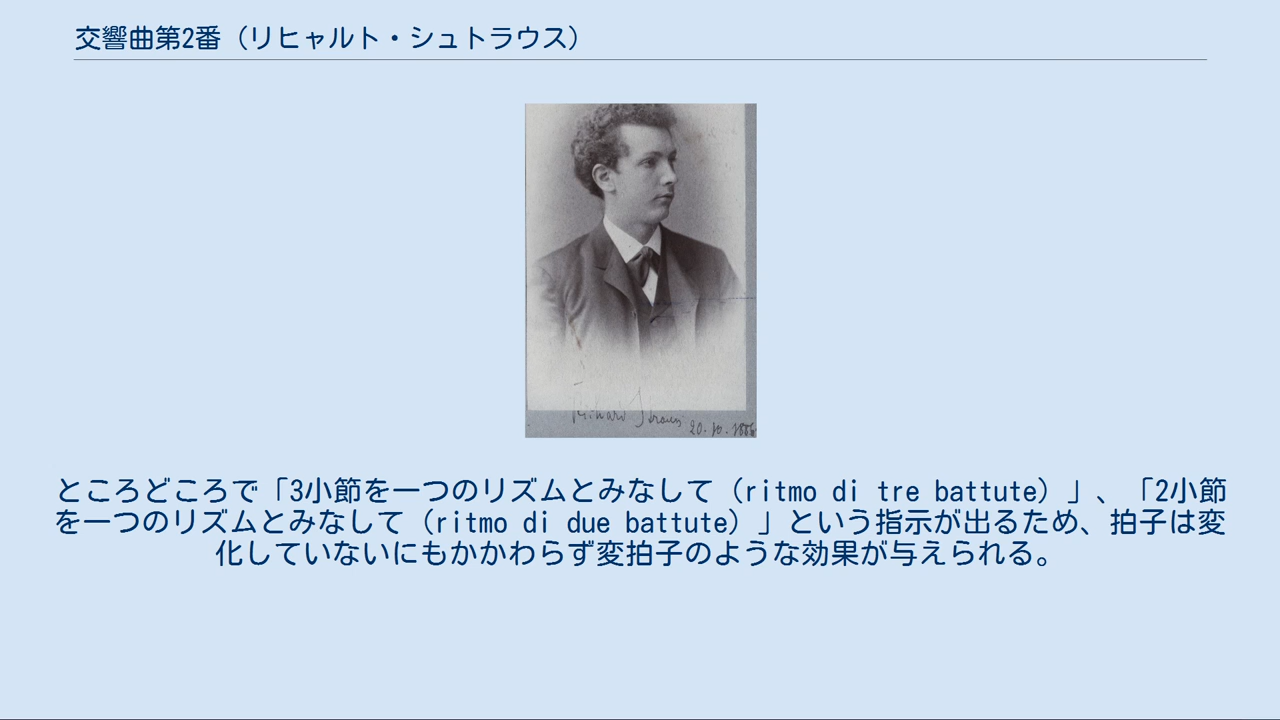 交響曲第2番（リヒャルト・シュトラウス）
Richard Strauss
20. 10. 1886
ところどころで「3小節を一つのリズムとみなして（ritmo di tre battute）」、「2小節
を一つのリズムとみなして（ritmo di due battute）」という指示が出るため、拍子は変
化していないにもかかわらず変拍子のような効果が与えられる。